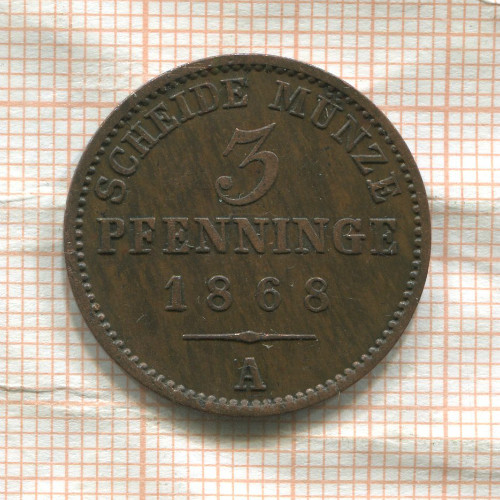 SCHEIDE MÜNZE
3
PFENNINGE
1868
A